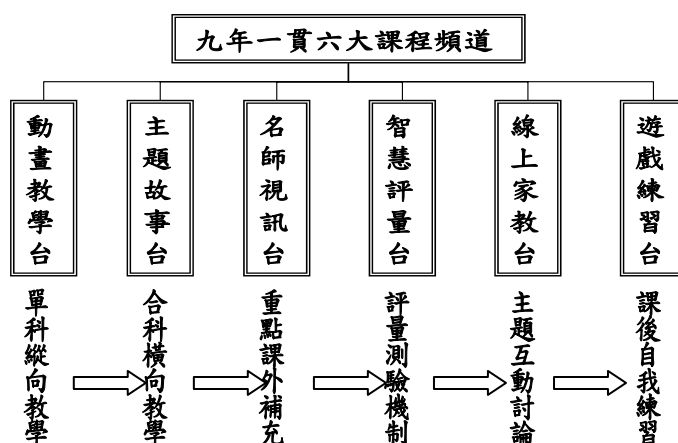 九年一貫六大課程頻道
動畫教學台
主題故事台
名師視訊台
智慧評量台
線上家教台
遊戲練習台
單科縱向教學
合科橫向教學
重點課外補充
評量測驗機制
主題互動討論
課後自我練習